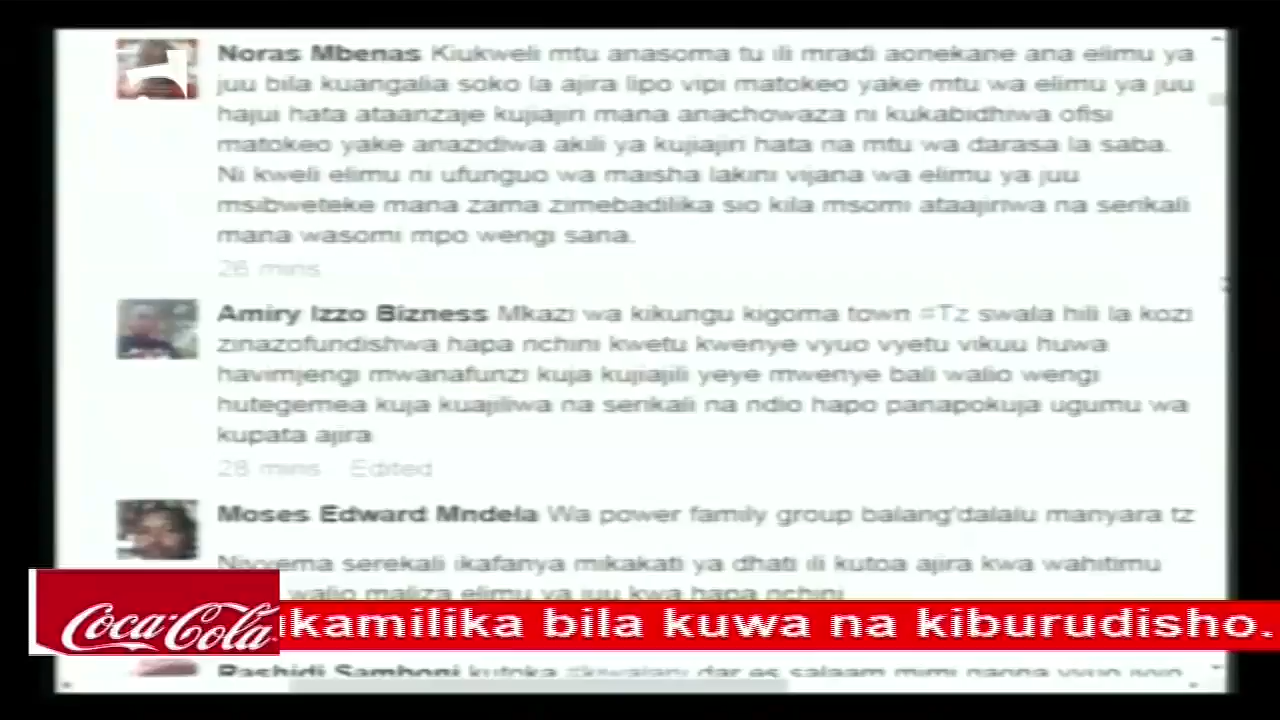 Noras Mbenas Kiukweli mtu anasoma tu ili mradi aonekane ana elimu ya
juu bila kuangalia soko la ajira lipo vipi matokeo yake mtu wa elimu ya juu
hajui hata ataanzaje kujiajiri mana anachowaza ni kukabidhiwa ofisi
matokeo yake anazidiwa akili ya kujiajiri hata na mtu wa darasa la saba.
Ni kweli elimu ni ufunguo wa maisha lakini vijana wa elimu ya juu
msibweteke mana zama zimebadilika sio kila msomi ataajiriwa na serikali
mana wasomi mpo wengi sana.
26 mins
Amiry Izzo Bizness Mkazi wa kikungu kigoma town #Tz swala hili la kozi
zinazofundishwa hapa nchini kwetu kwenye vyuo vyetu vikuu huwa
havimjengi mwanafunzi kuja kujiajili yeye mwenye bali walio wengi
hutegemea kuja kuajiliwa na serikali na ndio hapo panapokuja ugumu wa
kupata ajira
28 mins Edited
Moses Edward Mndela Wa power family group balang'dalalu manyara tz
Nivyema serekali ikafanya mikakati ya dhati ili kutoa ajira kwa wahitimu
walio maliza elimu ya juu kwa hapa nchini
Coca-Cola
kamilika bila kuwa na kiburudisho.
Rashidi Samboni kutoka dar es salaam mimi naona vyuo